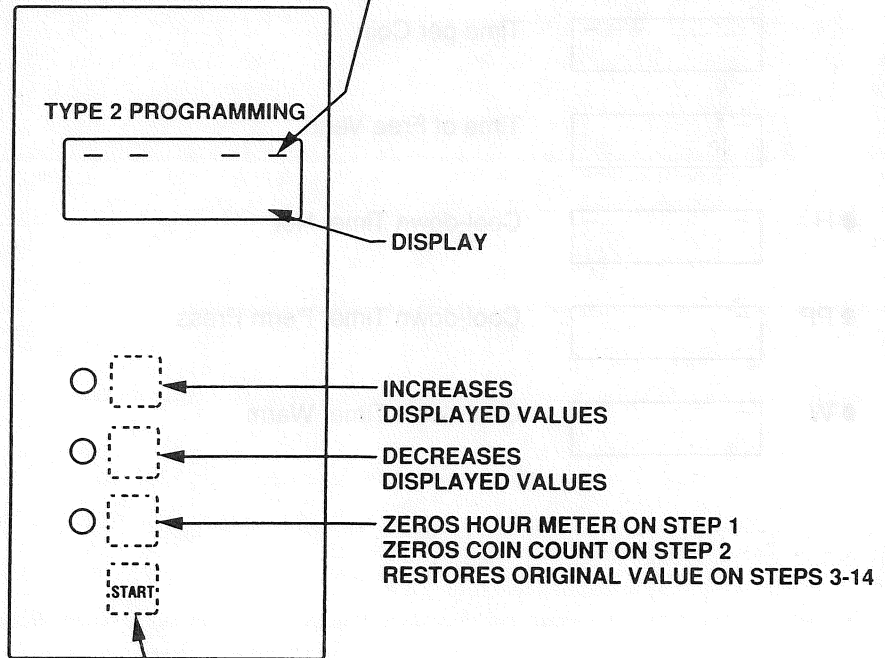 TYPE 2 PROGRAMMING
DISPLAY
INCREASES
DISPLAYED VALUES
DECREASES
DISPLAYED VALUES
ZEROS HOUR METER ON STEP 1
ZEROS COIN COUNT ON STEP 2
RESTORES ORIGINAL VALUE ON STEPS 3-14
START